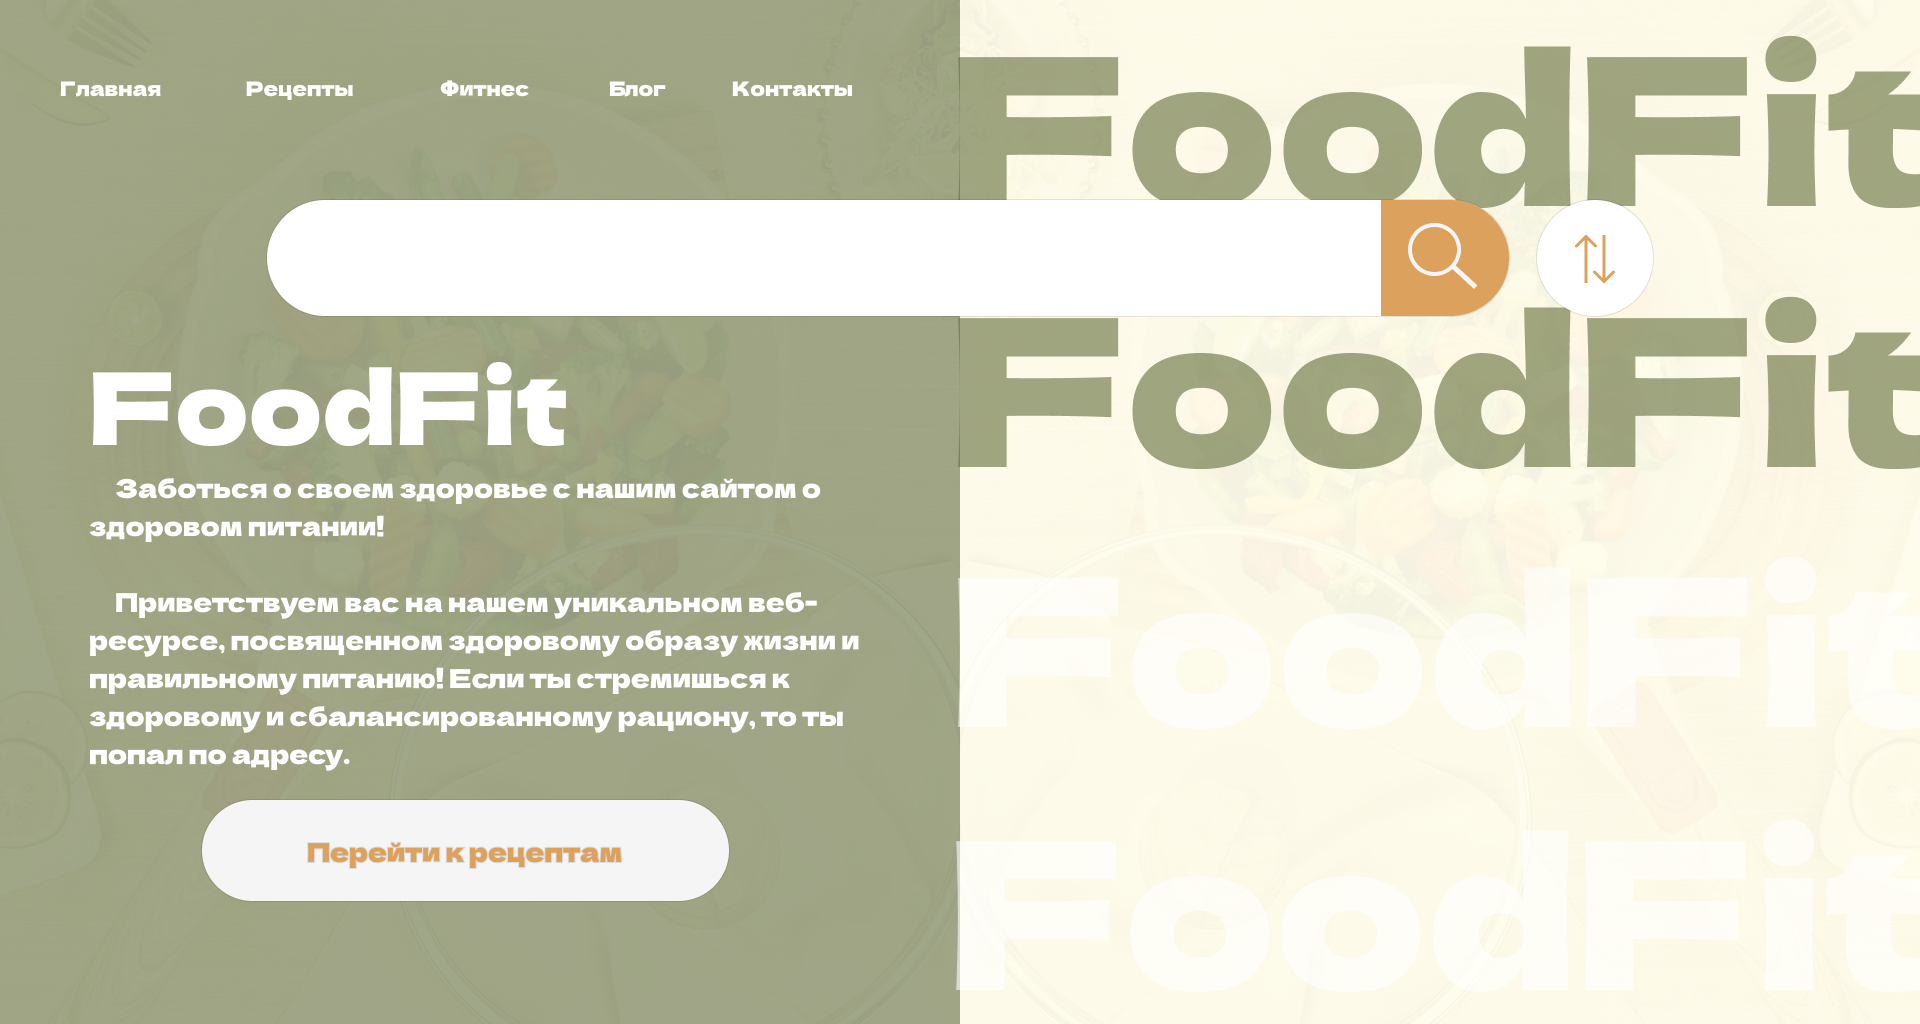 Главная Рецепты Фитнес Блог Контакты
FoodFit
FoodFit
FoodFit
Заботься о своем здоровье с нашим сайтом о
здоровом питании!
Приветствуем вас на нашем уникальном веб-
ресурсе, посвященном здоровому образу жизни и
правильному питанию! Если ты стремишься к
здоровому и сбалансированному рациону, то ты
попал по адресу.
Перейти к рецептам
FoodFit
FoodFit